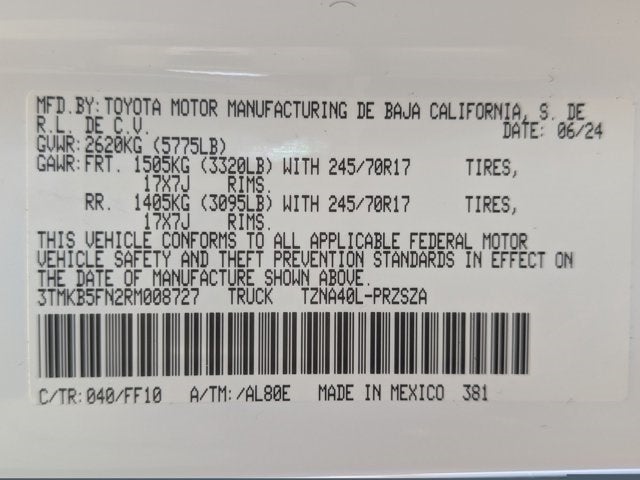 MFD.BY: TOYOTA MOTOR MANUFACTURING DE BAJA CALIFORNIA, S. DE
R.L. DE C.V. DATE: 06/24
GVWR: 2620KG (5775LB)
GAWR: FRT. 1505KG (3320LB) WITH 245/70R17 TIRES,
17X7J RIMS.
RR. 1405KG (3095LB) WITH 245/70R17 TIRES,
17X7J RIMS.
THIS VEHICLE CONFORMS TO ALL APPLICABLE FEDERAL MOTOR
VEHICLE SAFETY AND THEFT PREVENTION STANDARDS IN EFFECT ON
THE DATE OF MANUFACTURE SHOWN ABOVE.
3TMKB5FN2RM008727 TRUCK TZNA40L-PRZSZA
C/TR: 040/FF10 A/TM: /AL80E MADE IN MEXICO 381